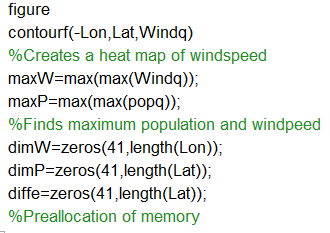 figure
contourf(-Lon,Lat,Windq)
%Creates a heat map of windspeed
maxW=max(max(Windq));
maxP=max(max(popq));
%Finds maximum population and windpeed
dimW=zeros(41,length(Lon));
dimP=zeros(41,length(Lat));
diffe=zeros(41,length(Lat));
%Preallocation of memory